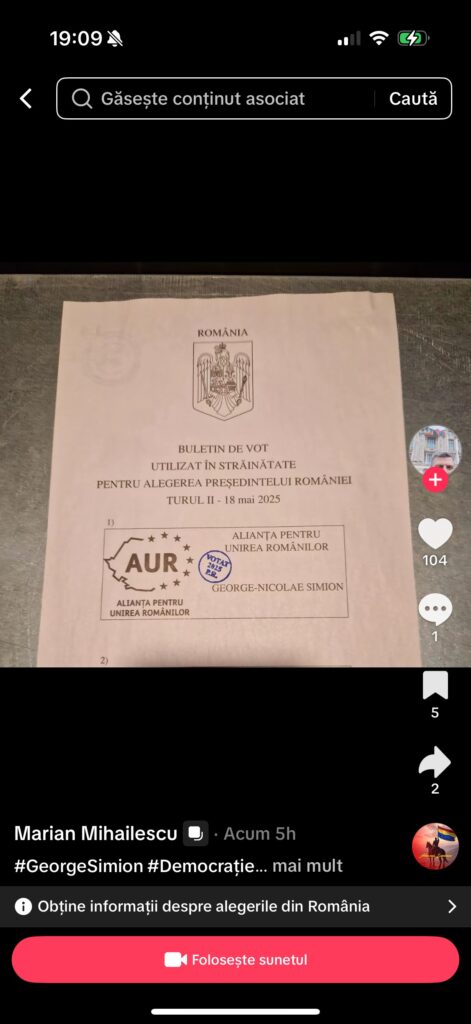 19:09
Găsește conținut asociat
Caută
ROMÂNIA
BULETIN DE VOT
UTILIZAT ÎN STRĂINĂTATE
PENTRU ALEGEREA PREȘEDINTELUI ROMÂNIEI
TURUL II - 18 mai 2025
1)
AUR
ALIANȚA PENTRU
UNIREA ROMÂNILOR
VOTAT
2025
P.R.
ALIANȚA PENTRU
UNIREA ROMÂNILOR
GEORGE-NICOLAE SIMION
2)
104
1
5
2
Marian Mihailescu · Acum 5h
#GeorgeSimion #Democrație... mai mult
Obține informații despre alegerile din România
Folosește sunetul